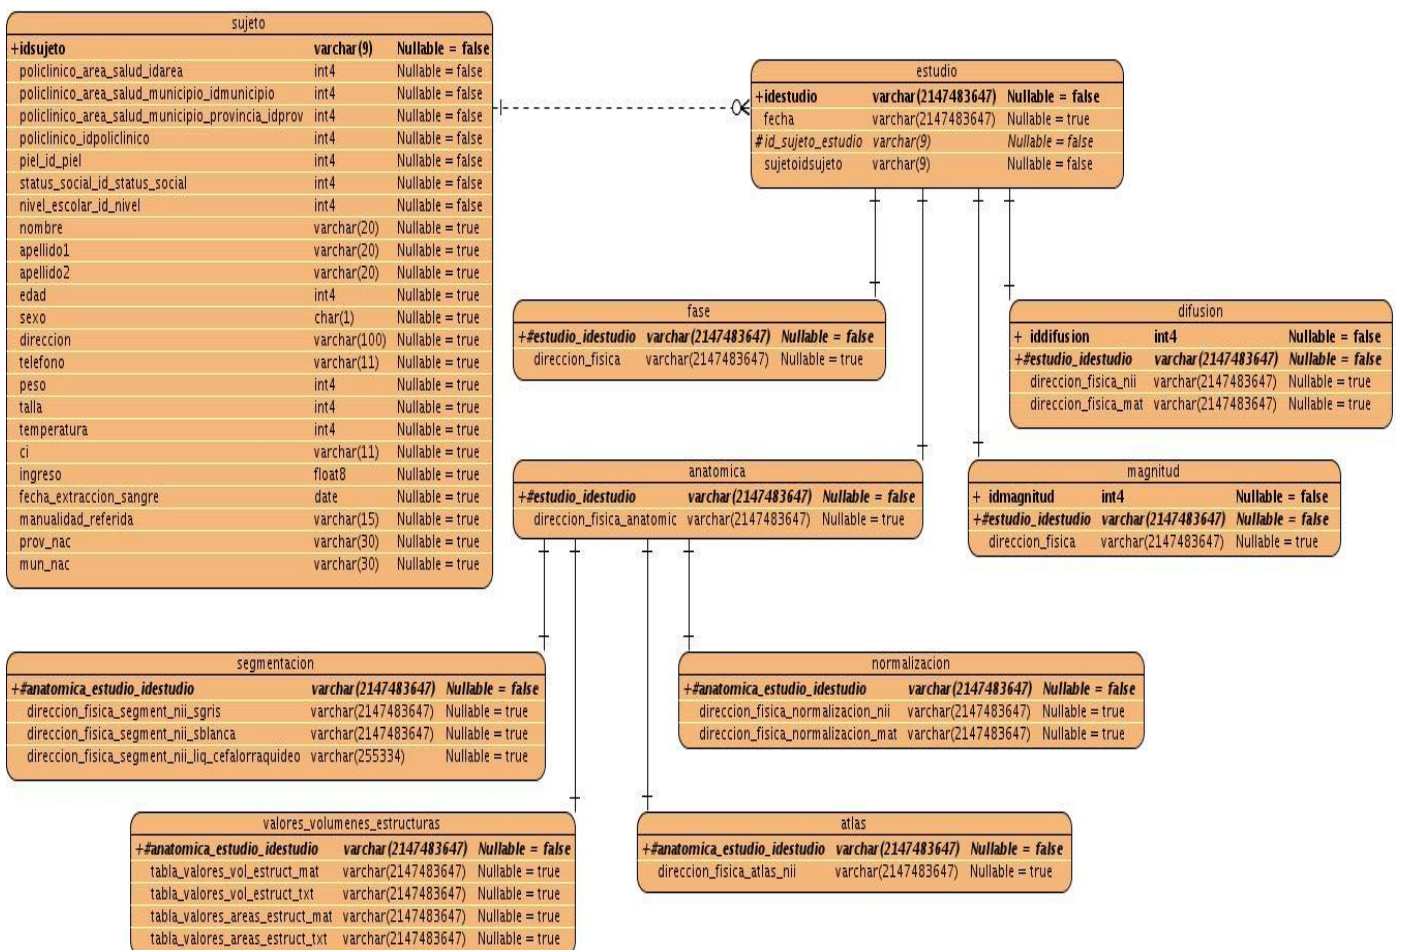 sujeto
+idsujeto varchar(9) Nullable = false
policlinico_area_salud_idarea int4 Nullable = false
policlinico_area_salud_municipio_idmunicipio int4 Nullable = false
policlinico_area_salud_municipio_provincia_idprov int4 Nullable = false
policlinico_idpoliclinico int4 Nullable = false
piel_id_piel int4 Nullable = false
status_social_id_status_social int4 Nullable = false
nivel_escolar_id_nivel int4 Nullable = false
nombre varchar(20) Nullable = true
apellido1 varchar(20) Nullable = true
apellido2 varchar(20) Nullable = true
edad int4 Nullable = true
sexo char(1) Nullable = true
direccion varchar(100) Nullable = true
telefono varchar(11) Nullable = true
peso int4 Nullable = true
talla int4 Nullable = true
temperatura int4 Nullable = true
ci varchar(11) Nullable = true
ingreso float8 Nullable = true
fecha_extraccion_sangre date Nullable = true
manualidad_referida varchar(15) Nullable = true
prov_nac varchar(30) Nullable = true
mun_nac varchar(30) Nullable = true
estudio
+idestudio varchar(2147483647) Nullable = false
fecha varchar(2147483647) Nullable = true
#id_sujeto_estudio varchar(9) Nullable = false
sujetoidsujeto varchar(9) Nullable = false
fase
+#estudio_idestudio varchar(2147483647) Nullable = false
direccion_fisica varchar(2147483647) Nullable = true
difusion
+ iddifusion int4 Nullable = false
+#estudio_idestudio varchar(2147483647) Nullable = false
direccion_fisica_nii varchar(2147483647) Nullable = true
direccion_fisica_mat varchar(2147483647) Nullable = true
anatomica
+#estudio_idestudio varchar(2147483647) Nullable = false
direccion_fisica_anatomic varchar(2147483647) Nullable = true
magnitud
+ idmagnitud int4 Nullable = false
+#estudio_idestudio varchar(2147483647) Nullable = false
direccion_fisica varchar(2147483647) Nullable = true
segmentacion
+#anatomica_estudio_idestudio varchar(2147483647) Nullable = false
direccion_fisica_segment_nii_sgris varchar(2147483647) Nullable = true
direccion_fisica_segment_nii_sblanca varchar(2147483647) Nullable = true
direccion_fisica_segment_nii_liq_cefalorraquideo varchar(255334) Nullable = true
normalizacion
+#anatomica_estudio_idestudio varchar(2147483647) Nullable = false
direccion_fisica_normalizacion_nii varchar(2147483647) Nullable = true
direccion_fisica_normalizacion_mat varchar(2147483647) Nullable = true
valores_volumenes_estructuras
+#anatomica_estudio_idestudio varchar(2147483647) Nullable = false
tabla_valores_vol_estruct_mat varchar(2147483647) Nullable = true
tabla_valores_vol_estruct_txt varchar(2147483647) Nullable = true
tabla_valores_areas_estruct_mat varchar(2147483647) Nullable = true
tabla_valores_areas_estruct_txt varchar(2147483647) Nullable = true
atlas
+#anatomica_estudio_idestudio varchar(2147483647) Nullable = false
direccion_fisica_atlas_nii varchar(2147483647) Nullable = true